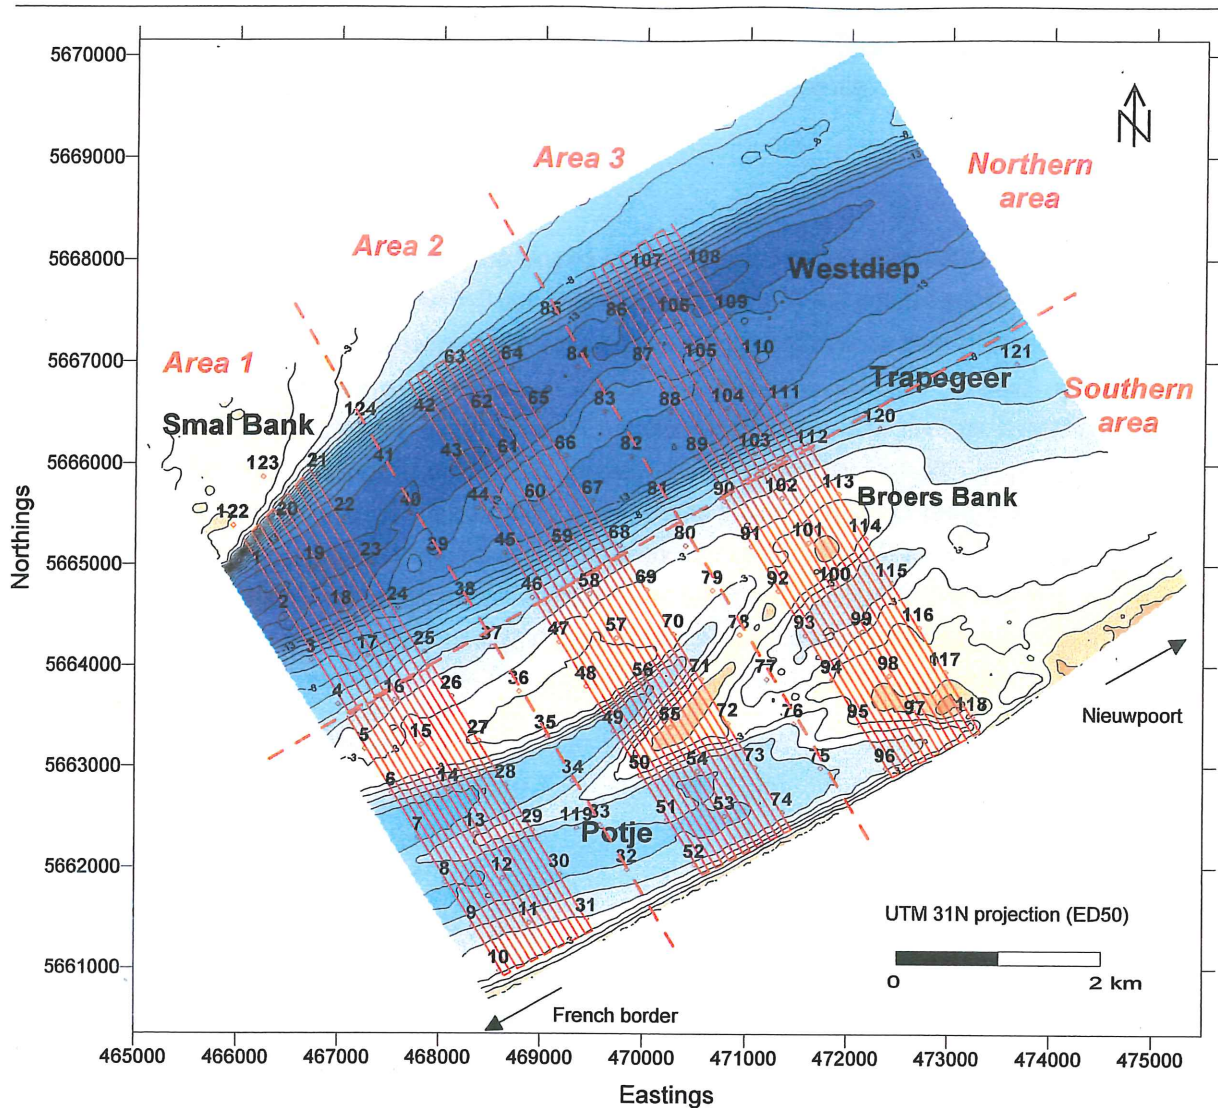 5670000
5669000
5668000
5667000
5666000
5665000
5664000
5663000
5662000
5661000
Northings
N
Area 3
Northern
area
Area 2
Area 1
Smal Bank
Westdiep
Trapegeer
Southern
area
Broers Bank
Potje
Nieuwpoort
French border
UTM 31N projection (ED50)
0 2 km
107 108
85 86 106 109
63 64 84 87 105 110
124 42 62 65 83 88 104 111
121
120
123 21 41 43 61 66 82 89 103 112
122 20 22 40 44 60 67 81 90 102 113
1 19 23 39 45 59 68 80 91 101 114
2 18 24 38 46 58 69 79 92 100 115
3 17 25 37 47 57 70 78 93 99 116
4 16 26 36 48 56 71 77 94 98 117
5 15 27 35 49 55 72 76 95 97 118
6 14 28 34 50 54 73 75 96
7 13 29 119 33 51 53 74
8 12 30 32 52
9 11 31
10
465000 466000 467000 468000 469000 470000 471000 472000 473000 474000 475000
Eastings